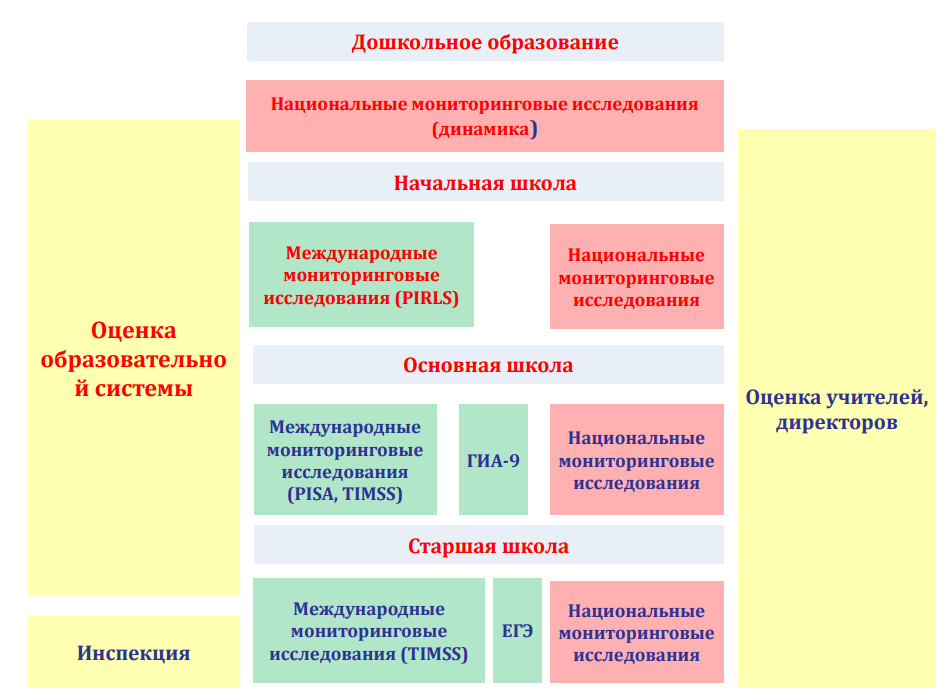 Дошкольное образование
Национальные мониторинговые исследования
(динамика)
Начальная школа
Международные
мониторинговые
исследования (PIRLS)
Национальные
мониторинговые
исследования
Оценка
образовательно
й системы
Основная школа
Оценка учителей,
директоров
Международные
мониторинговые
исследования
(PISA, TIMSS)
ГИА-9
Национальные
мониторинговые
исследования
Старшая школа
Международные
мониторинговые
исследования (TIMSS)
ЕГЭ
Национальные
мониторинговые
исследования
Инспекция